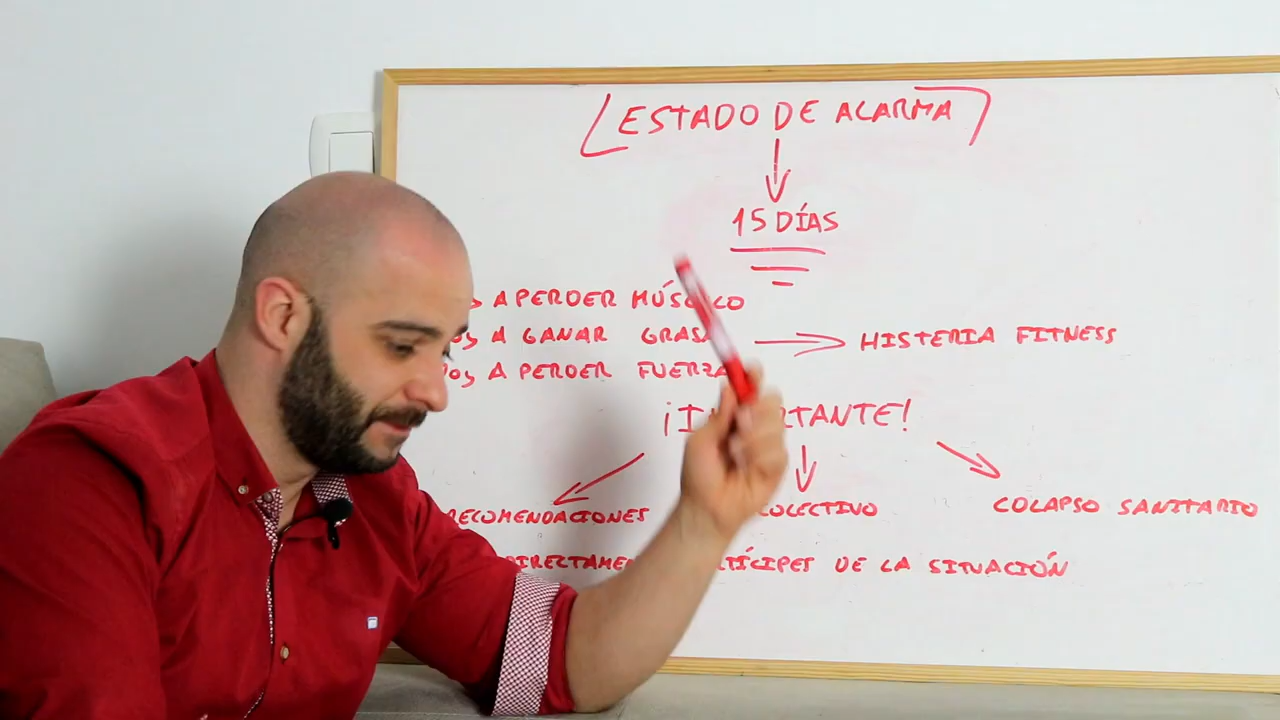 ESTADO DE ALARMA
15 DÍAS
A PERDER
A GANAR GRASA
A PERDER FUERZA
HISTERIA FITNESS
RECOMENDACIONES
COLECTIVO
COLAPSO SANITARIO
DE LA SITUACIÓN